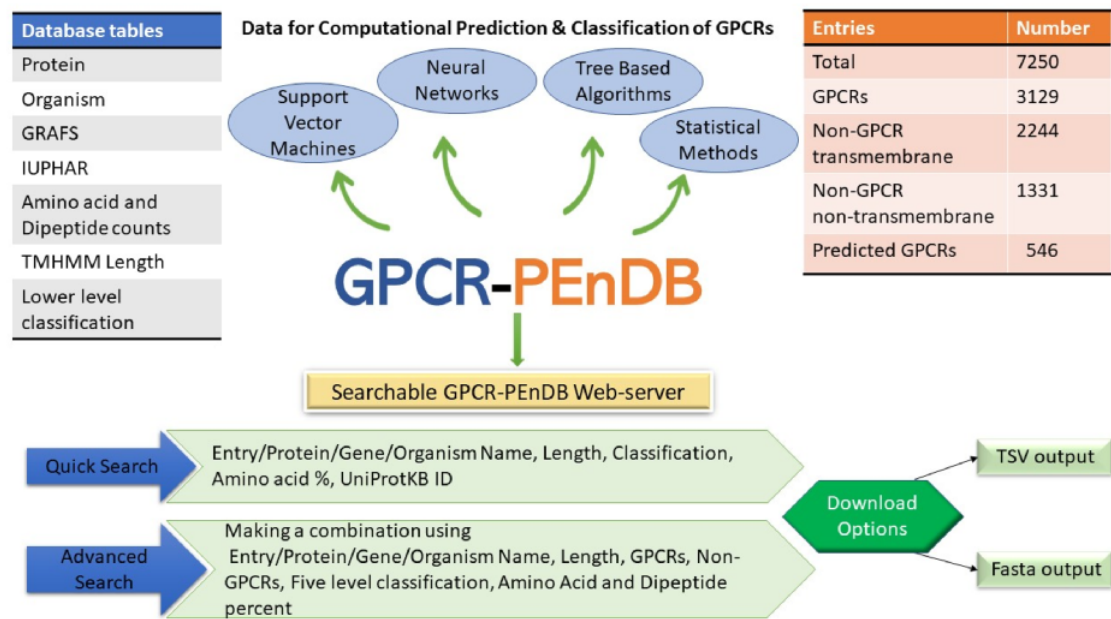 Database tables
Protein
Organism
GRAFS
IUPHAR
Amino acid and
Dipeptide counts
TMHMM Length
Lower level
classification
Data for Computational Prediction & Classification of GPCRs
Support
Vector
Machines
Neural
Networks
Tree Based
Algorithms
Statistical
Methods
Entries Number
Total 7250
GPCRs 3129
Non-GPCR 2244
transmembrane
Non-GPCR 1331
non-transmembrane
Predicted GPCRs 546
GPCR-PEnDB
Searchable GPCR-PEnDB Web-server
Quick Search
Entry/Protein/Gene/Organism Name, Length, Classification,
Amino acid %, UniProtKB ID
Advanced
Search
Making a combination using
Entry/Protein/Gene/Organism Name, Length, GPCRs, Non-
GPCRs, Five level classification, Amino Acid and Dipeptide
percent
Download
Options
TSV output
Fasta output